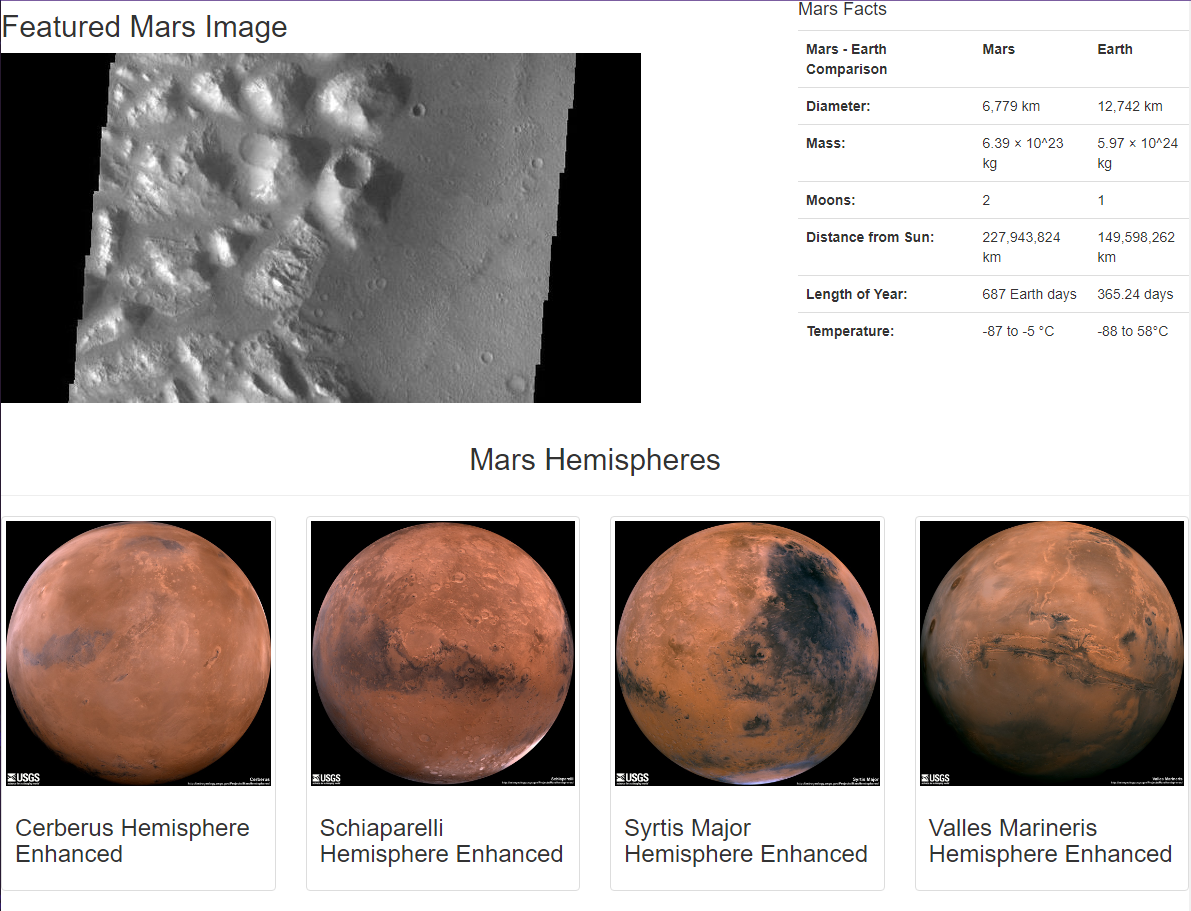 Featured Mars Image
Mars Facts
Mars - Earth Comparison Mars Earth
Diameter: 6,779 km 12,742 km
Mass: 6.39 × 10^23 kg 5.97 × 10^24 kg
Moons: 2 1
Distance from Sun: 227,943,824 km 149,598,262 km
Length of Year: 687 Earth days 365.24 days
Temperature: -87 to -5 °C -88 to 58°C
Mars Hemispheres
USGS Cerberus
USGS Schiaparelli
USGS Syrtis Major
USGS Valles Marineris
Cerberus Hemisphere
Enhanced
Schiaparelli
Hemisphere Enhanced
Syrtis Major
Hemisphere Enhanced
Valles Marineris
Hemisphere Enhanced